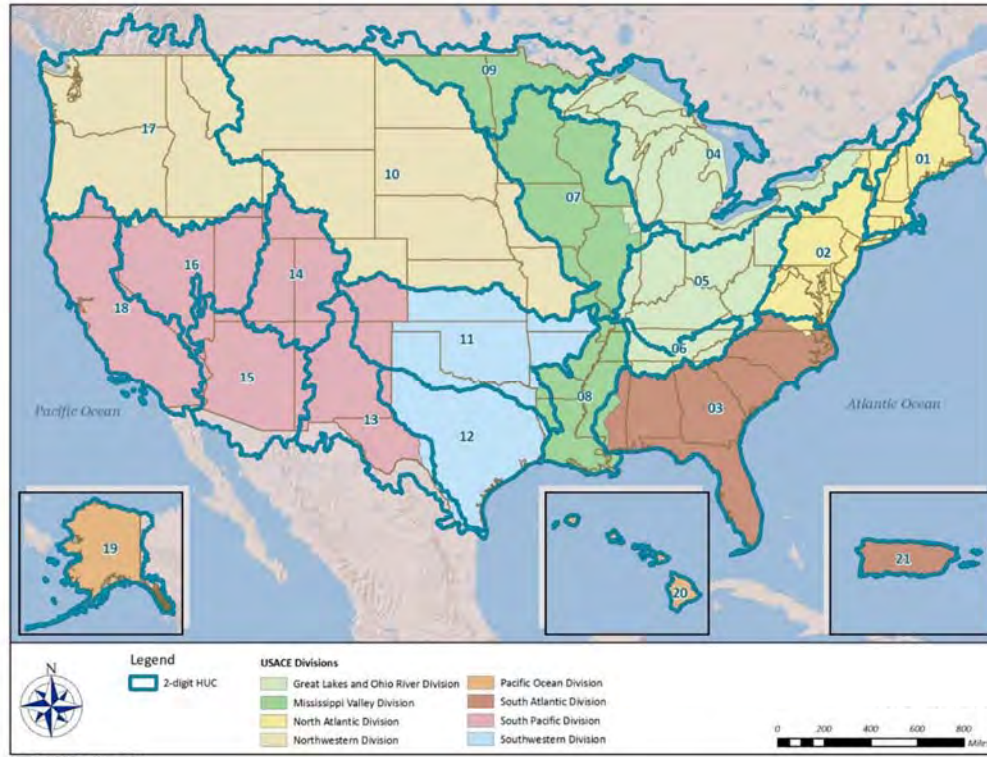 09
17
01
04
10
07
02
16
14
05
18
11
06
15
08
03
Pacific Ocean
Atlantic Ocean
13
12
19
20
21
N
Legend
2-digit HUC
USACE Divisions
Great Lakes and Ohio River Division
Mississippi Valley Division
North Atlantic Division
Northwestern Division
Pacific Ocean Division
South Atlantic Division
South Pacific Division
Southwestern Division
0 200 400 600 800
Miles